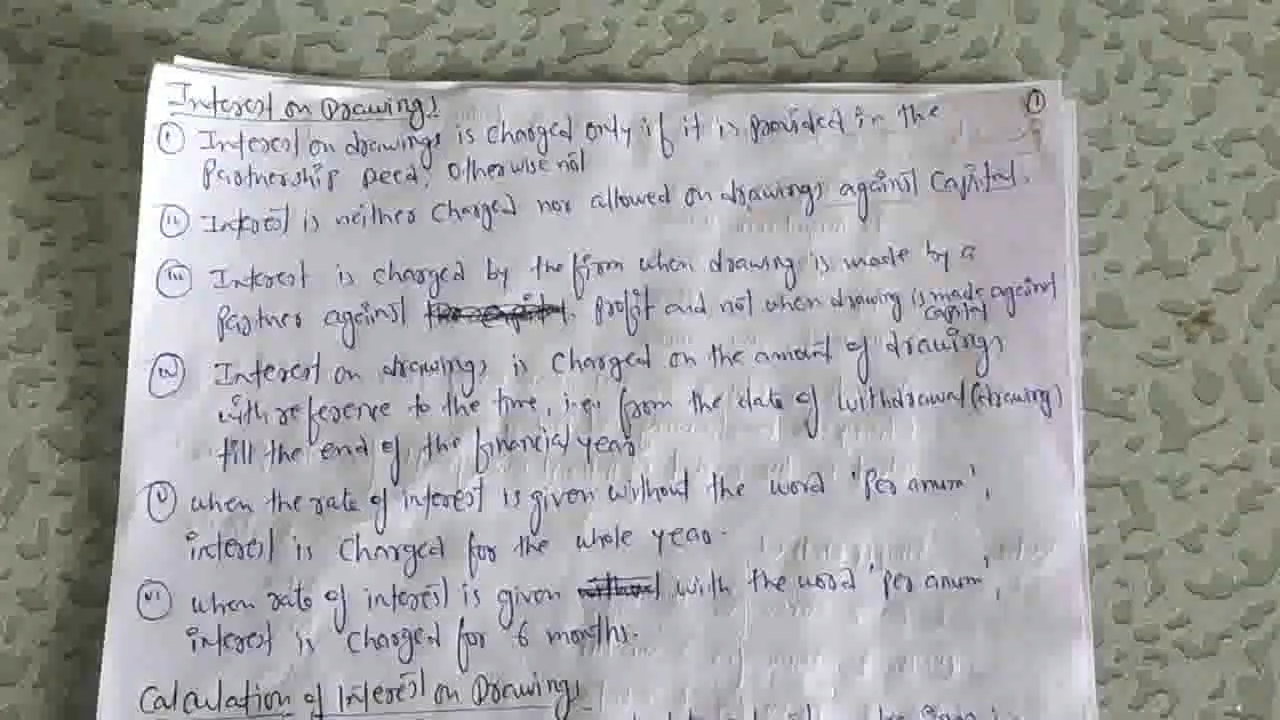 Interest on Drawings
①
(i) Interest on drawings is charged only if it is provided in the
Partnership Deed, otherwise not
(ii) Interest is neither charged nor allowed on drawings against Capital.
(iii) Interest is charged by the firm when drawing is made by a
Partner against profit and not when drawing is made against
capital
(iv) Interest on drawings is charged on the amount of drawings
with reference to the time, i.e. from the date of withdrawal (drawing)
till the end of the financial year
(v) when the rate of interest is given without the word 'Per anum',
interest is charged for the whole year.
(vi) when rate of interest is given with the word 'per anum',
interest is charged for 6 months.
Calculation of Interest on Drawings